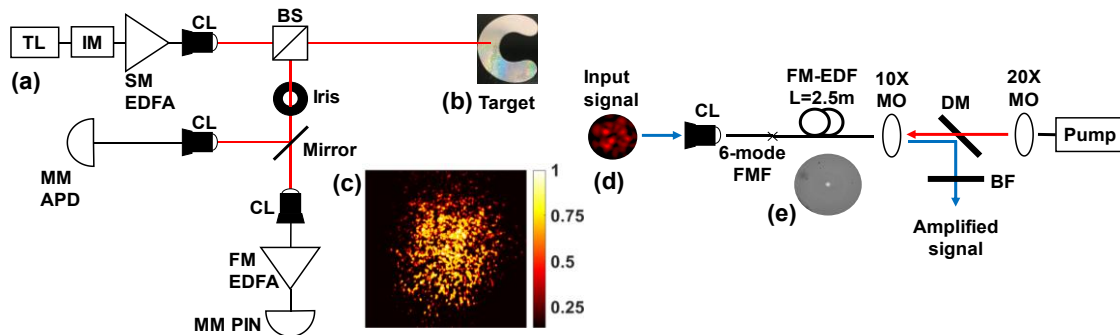 TL
IM
SM
EDFA
CL
BS
(a)
(b)
Target
Iris
CL
Mirror
MM
APD
(c)
CL
FM
EDFA
MM PIN
1
0.75
0.5
0.25
Input
signal
(d)
CL
6-mode
FMF
FM-EDF
L=2.5m
(e)
10X
MO
DM
20X
MO
Pump
BF
Amplified
signal